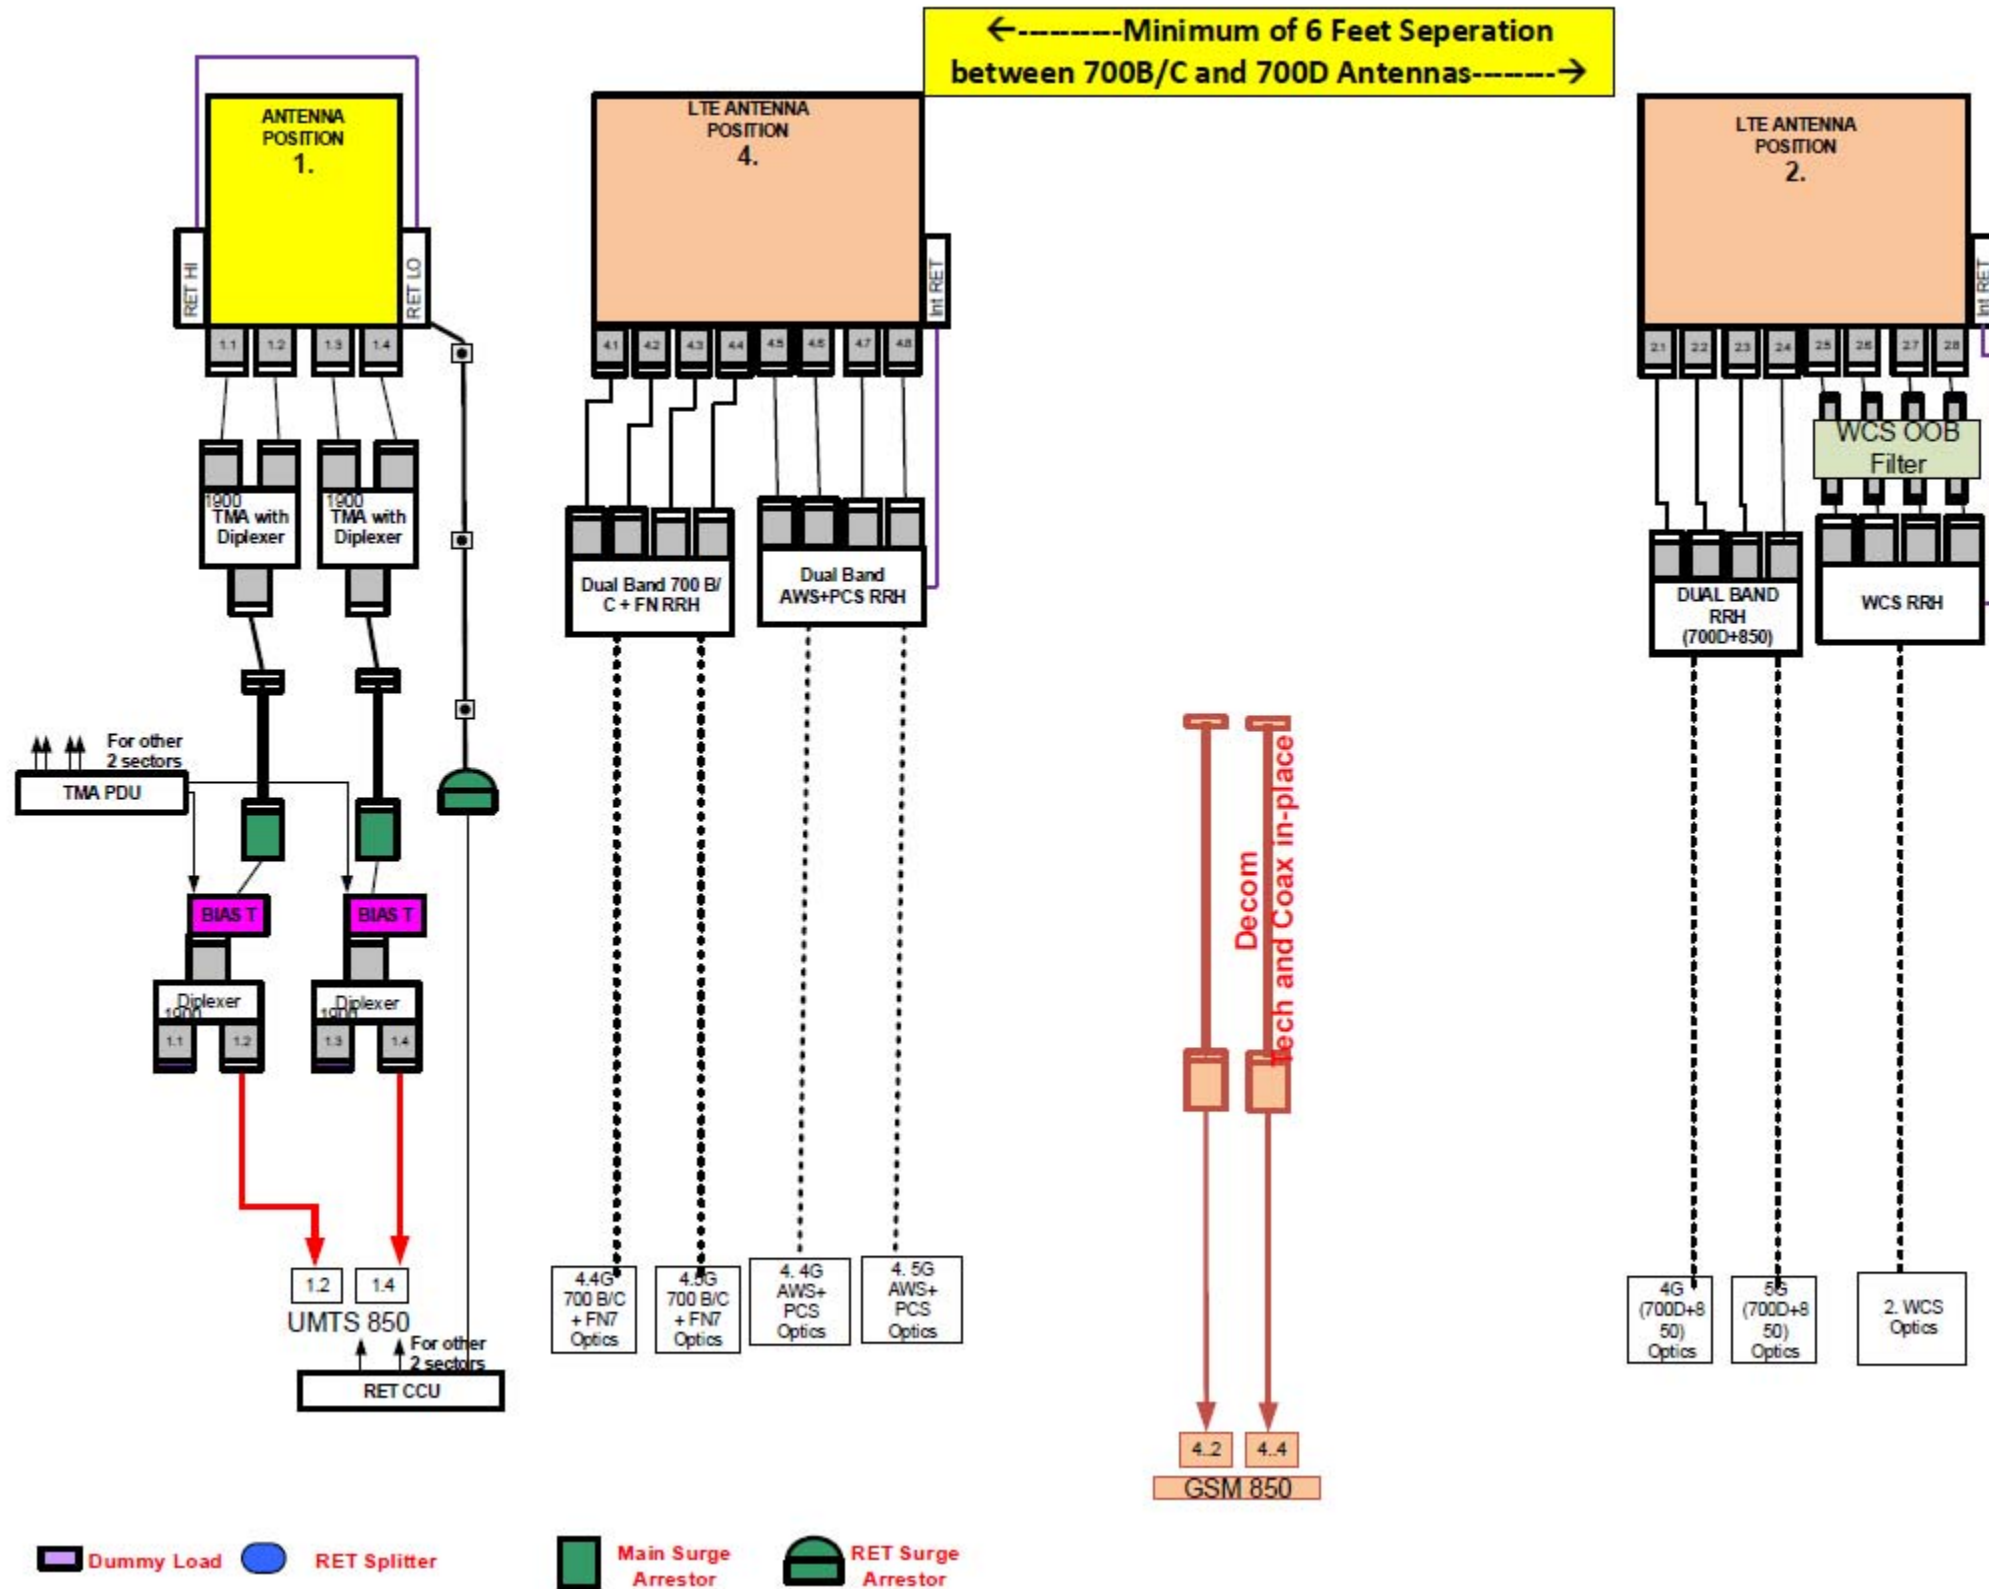 ←----------Minimum of 6 Feet Seperation
between 700B/C and 700D Antennas--------→
ANTENNA
POSITION
1.
RET HI
RET LO
1.1
1.2
1.3
1.4
1900
TMA with
Diplexer
1900
TMA with
Diplexer
For other
2 sectors
TMA PDU
BIAS T
BIAS T
Diplexer
1900
1.1
1.2
Diplexer
1900
1.3
1.4
1.2
1.4
UMTS 850
For other
2 sectors
RET CCU
LTE ANTENNA
POSITION
4.
Int RET
4.1
4.2
4.3
4.4
4.5
4.6
4.7
4.8
Dual Band 700 B/
C + FN RRH
Dual Band
AWS+PCS RRH
4.4G
700 B/C
+ FN7
Optics
4.5G
700 B/C
+ FN7
Optics
4. 4G
AWS+
PCS
Optics
4. 5G
AWS+
PCS
Optics
Decom
Tech and Coax in-place
4..2
4..4
GSM 850
LTE ANTENNA
POSITION
2.
Int RET
2.1
2.2
2.3
2.4
2.5
2.6
2.7
2.8
WCS OOB
Filter
DUAL BAND
RRH
(700D+850)
WCS RRH
4G
(700D+8
50)
Optics
5G
(700D+8
50)
Optics
2. WCS
Optics
Dummy Load
RET Splitter
Main Surge
Arrestor
RET Surge
Arrestor